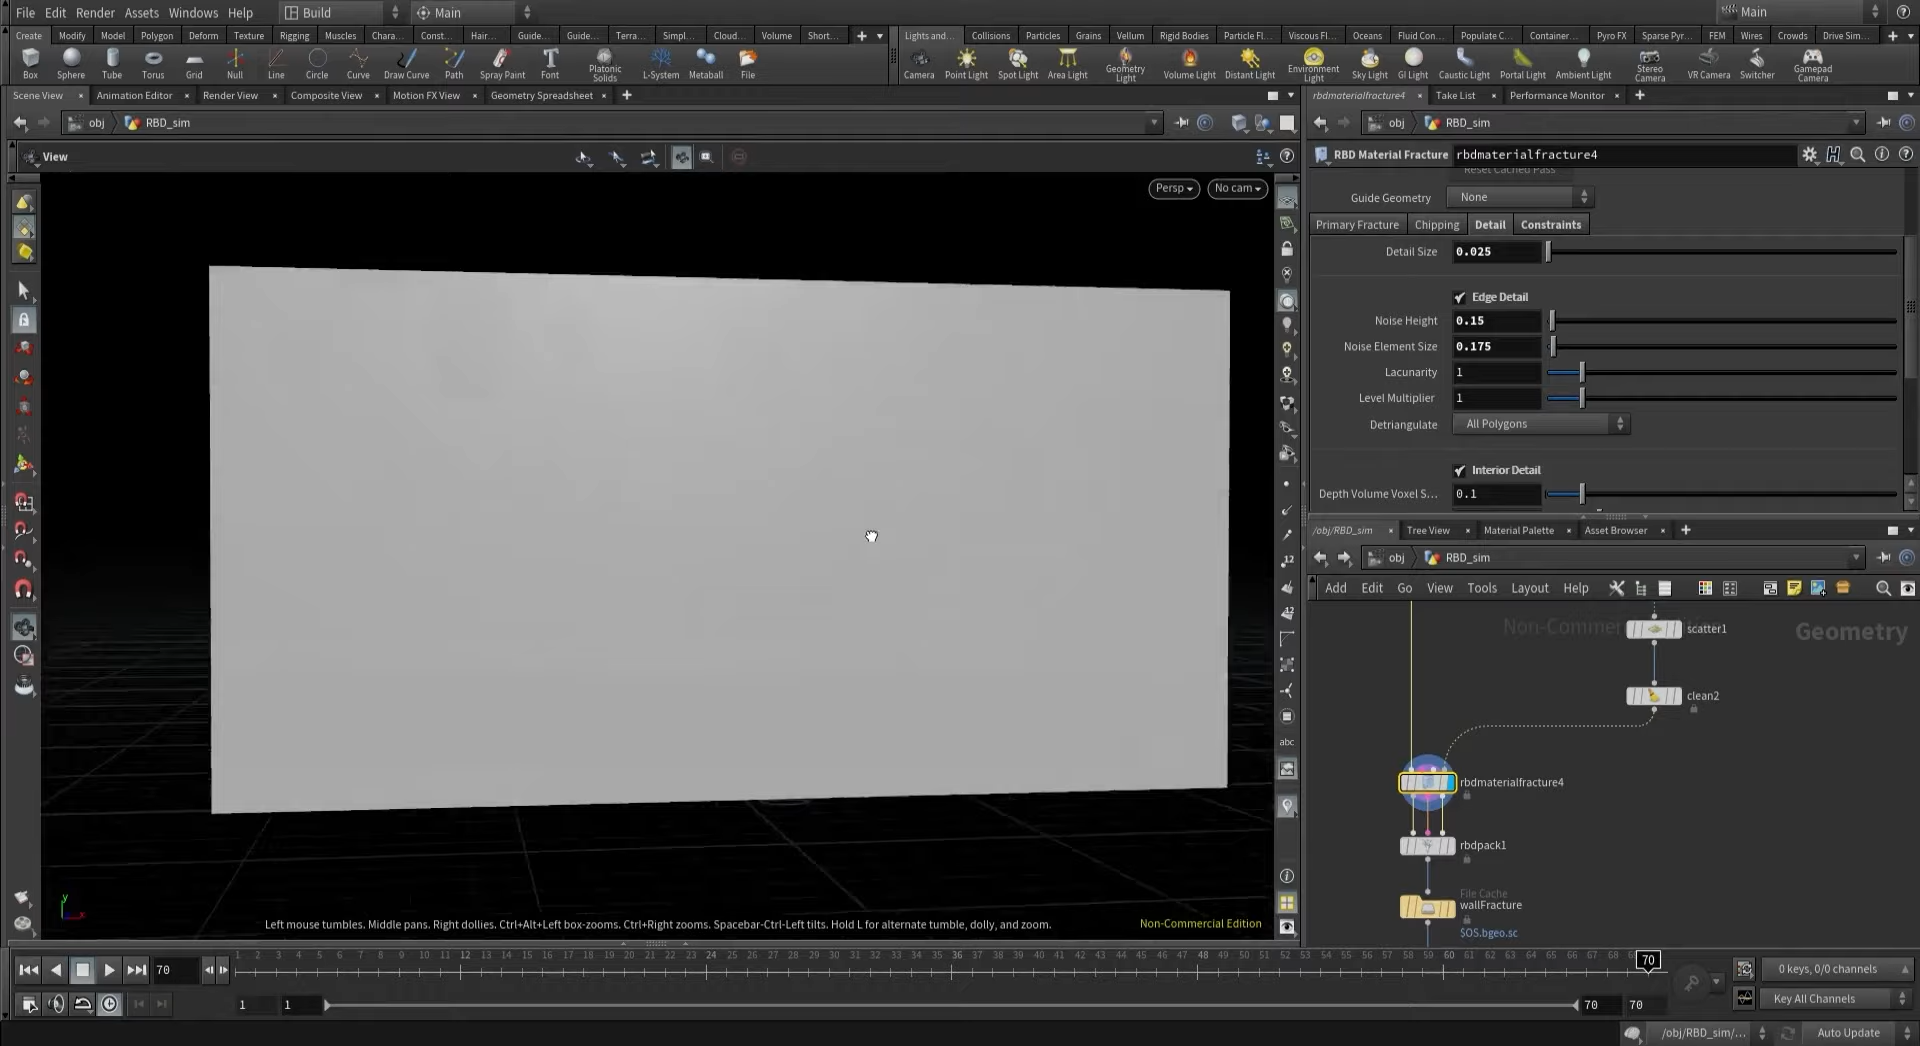 File Edit Render Assets Windows Help Build Main Main
Create Modify Model Polygon Deform Texture Rigging Muscles Chara... Const... Hair... Guide... Guide... Terra... Simpl... Cloud... Volume Short... Lights and... Collisions Particles Grains Vellum Rigid Bodies Particle Fl... Viscous Fl... Oceans Fluid Con... Populate C... Container... Pyro FX Sparse Pyr... FEM Wires Crowds Drive Sim...
Box Sphere Tube Torus Grid Null Line Circle Curve Draw Curve Path Spray Paint Font Platonic Solids L-System Metaball File Camera Point Light Spot Light Area Light Geometry Light Volume Light Distant Light Environment Light Sky Light GI Light Caustic Light Portal Light Ambient Light Stereo Camera VR Camera Switcher Gamepad Camera
Scene View Animation Editor Render View Composite View Motion FX View Geometry Spreadsheet
rbdmaterialfracture4 Take List Performance Monitor
obj RBD_sim
obj RBD_sim
View
RBD Material Fracture rbdmaterialfracture4
Reset Cached Pass
Persp No cam
Guide Geometry None
Primary Fracture Chipping Detail Constraints
Detail Size 0.025
Edge Detail
Noise Height 0.15
Noise Element Size 0.175
Lacunarity 1
Level Multiplier 1
Detriangulate All Polygons
Interior Detail
Depth Volume Voxel S... 0.1
/obj/RBD_sim Tree View Material Palette Asset Browser
obj RBD_sim
Add Edit Go View Tools Layout Help
Non-Commer
Geometry
scatter1
clean2
rbdmaterialfracture4
rbdpack1
File Cache
wallFracture
$OS.bgeo.sc
12
abc
y
x
Left mouse tumbles. Middle pans. Right dollies. Ctrl+Alt+Left box-zooms. Ctrl+Right zooms. Spacebar-Ctrl-Left tilts. Hold L for alternate tumble, dolly, and zoom.
Non-Commercial Edition
70
1 2 3 4 5 6 7 8 9 10 11 12 13 14 15 16 17 18 19 20 21 22 23 24 25 26 27 28 29 30 31 32 33 34 35 36 37 38 39 40 41 42 43 44 45 46 47 48 49 50 51 52 53 54 55 56 57 58 59 60 61 62 63 64 65 66 67 68 70
0 keys, 0/0 channels
1 1 70 70
Key All Channels
/obj/RBD_sim/... Auto Update